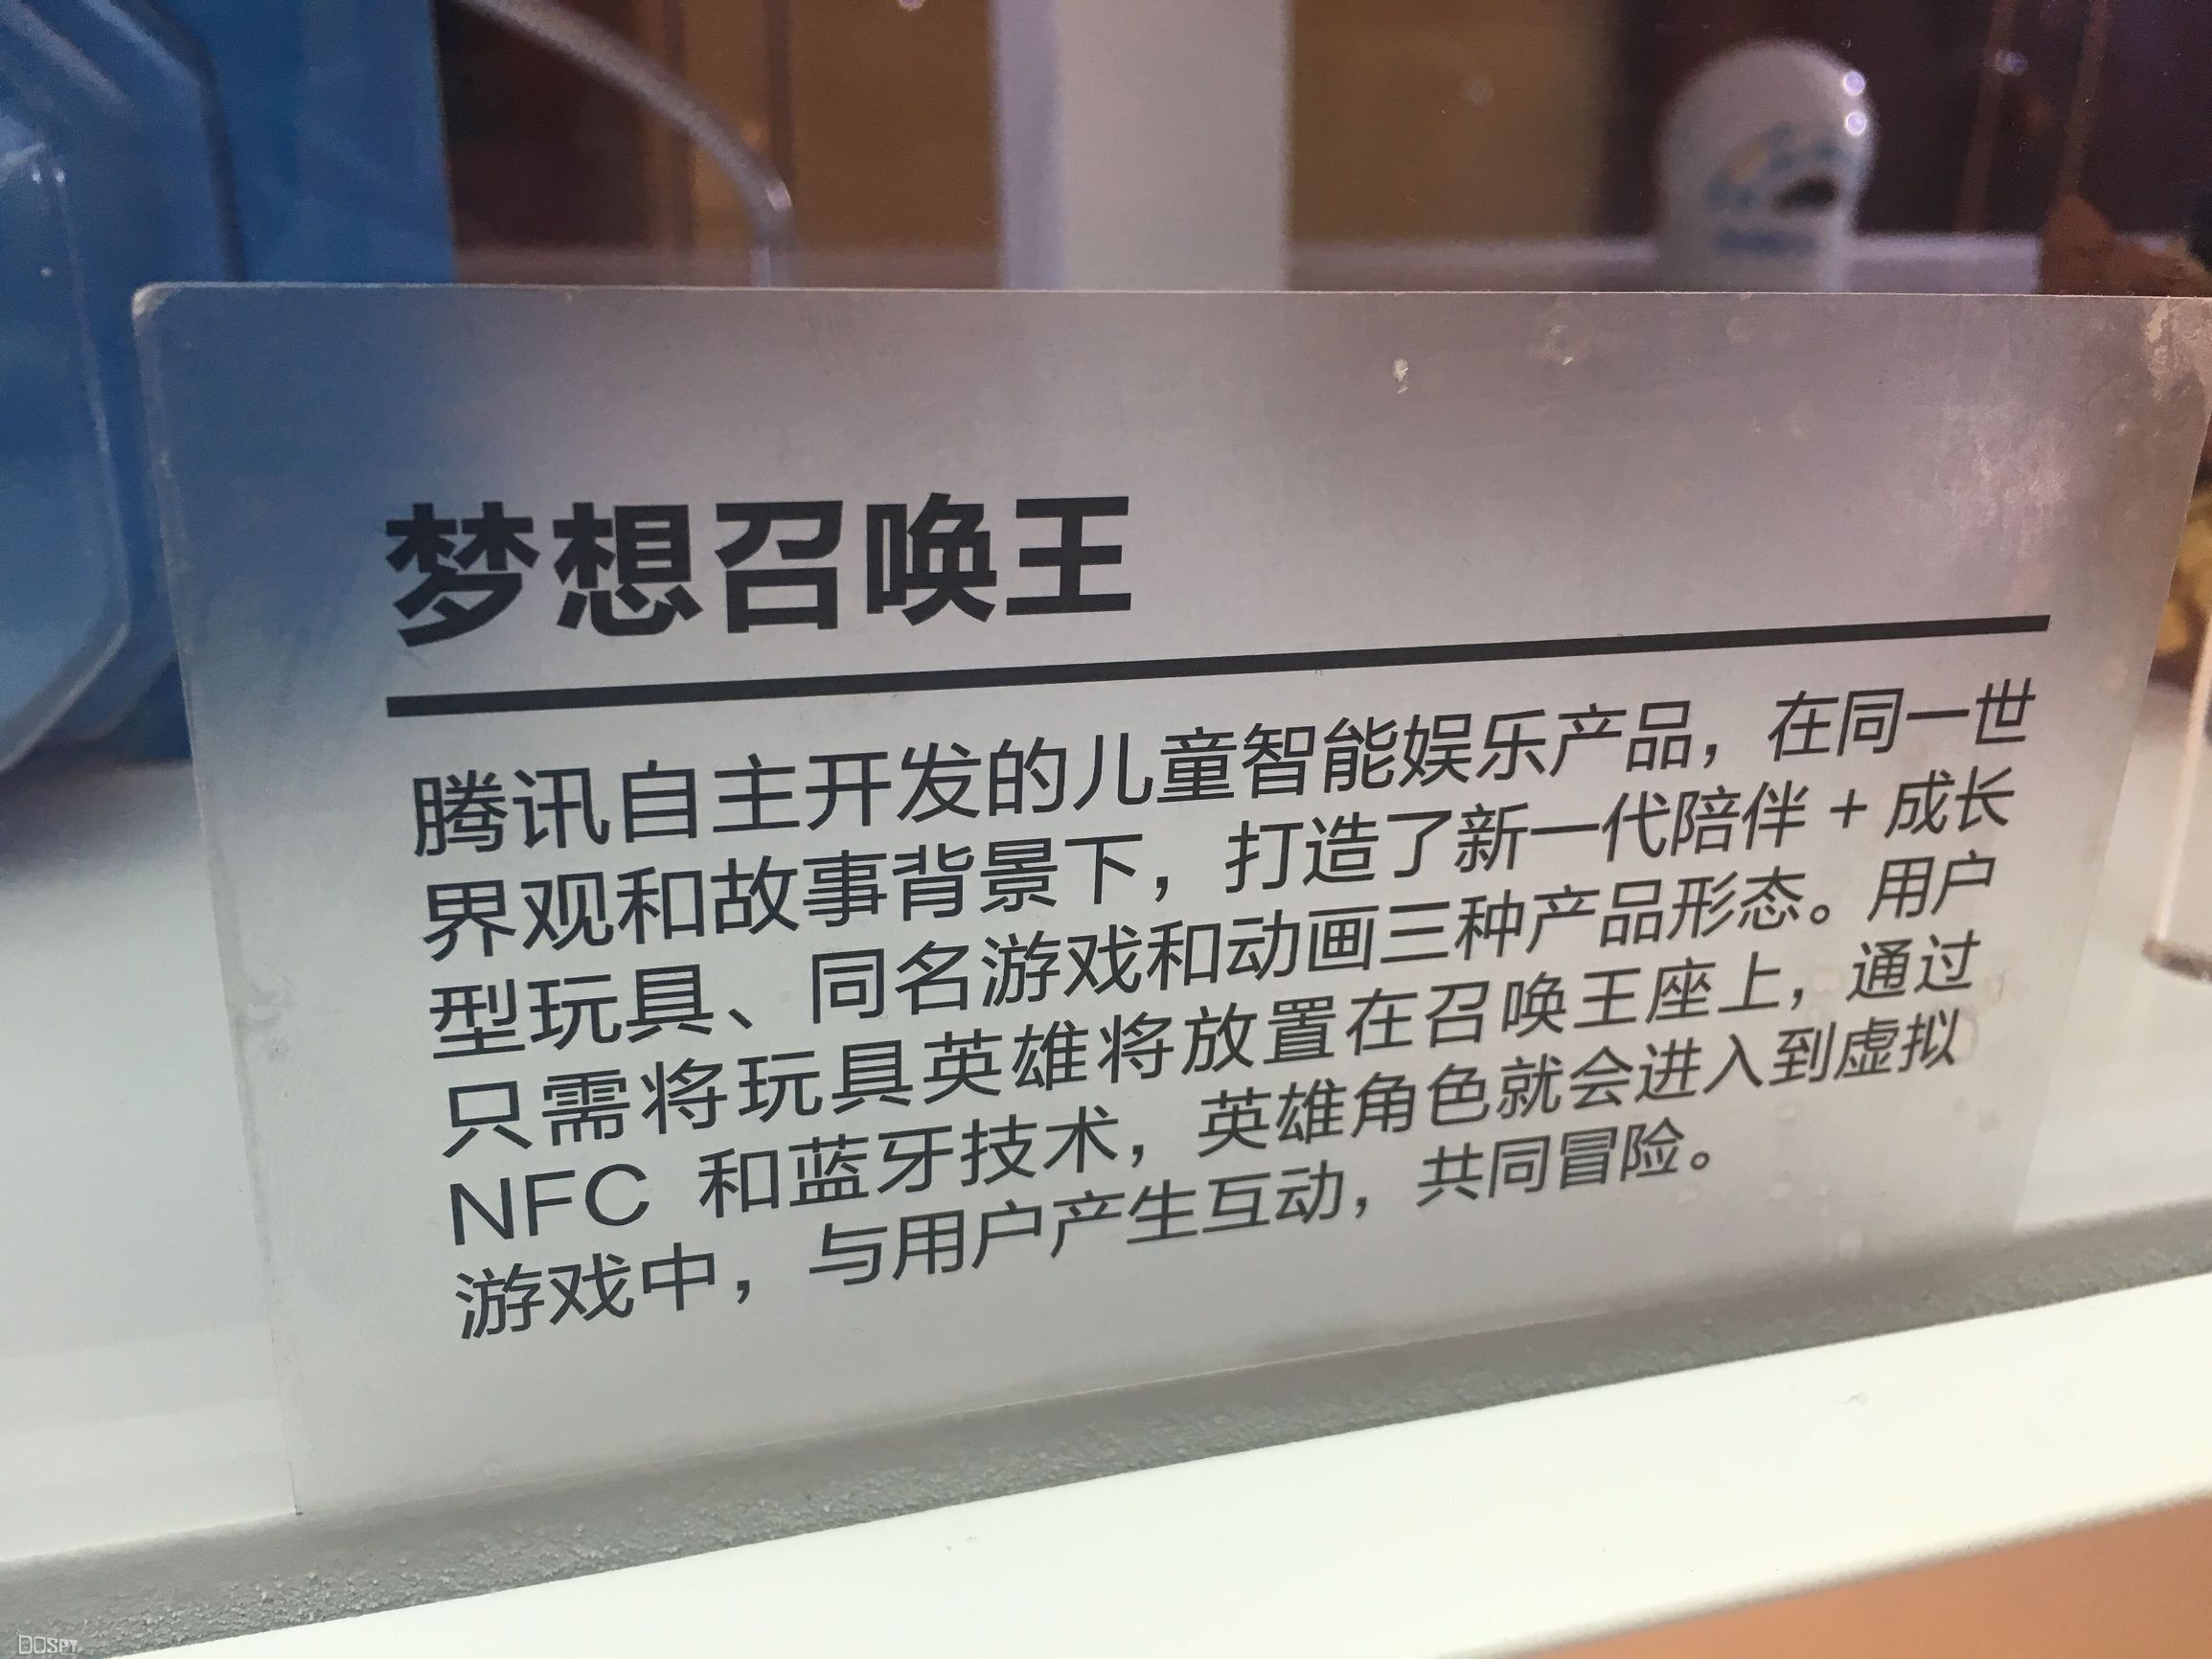 梦想召唤王
腾讯自主开发的儿童智能娱乐产品，在同一世
界观和故事背景下，打造了新一代陪伴 + 成长
型玩具、同名游戏和动画三种产品形态。用户
只需将玩具英雄将放置在召唤王座上，通过
NFC 和蓝牙技术，英雄角色就会进入到虚拟
游戏中，与用户产生互动，共同冒险。
DOSPY